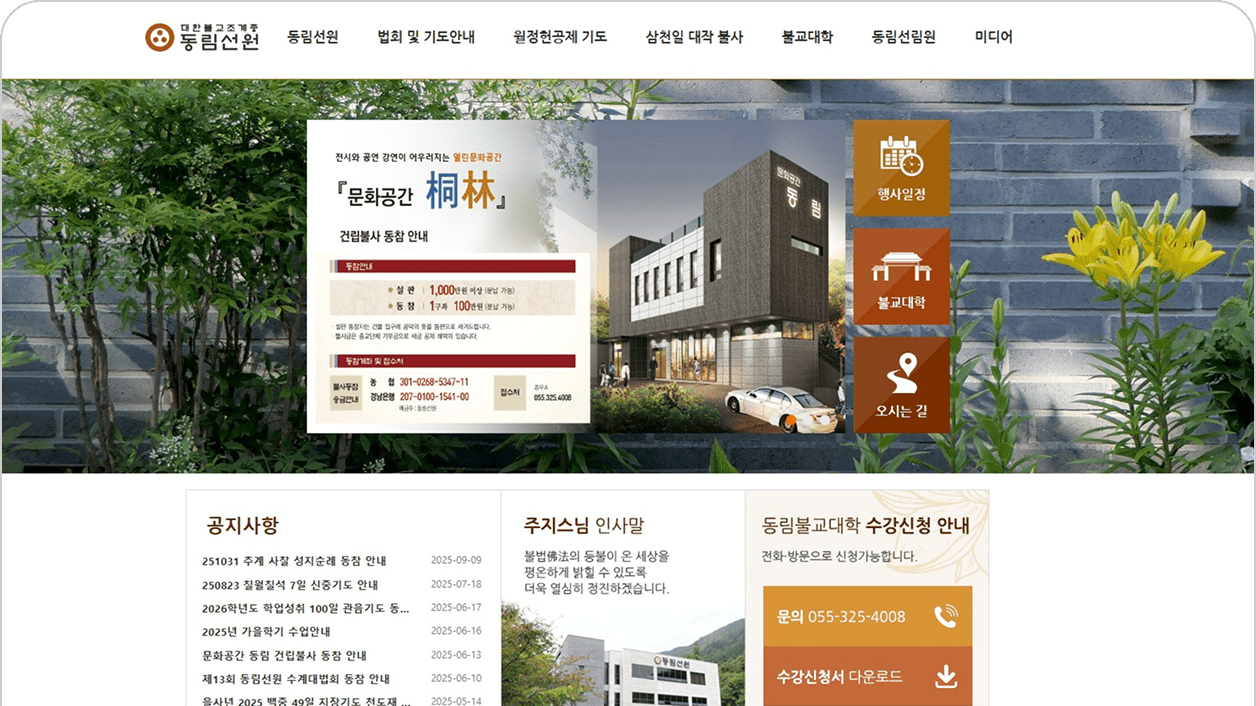 대한불교조계종
동림선원
동림선원
법회 및 기도안내
월정헌공제 기도
삼천일 대작 불사
불교대학
동림선림원
미디어
전시와 공연 강연이 어우러지는 열린문화공간
『문화공간 桐林』
건립불사 동참 안내
동참안내
설 판 | 1,000만원 이상 (분납 가능)
동 참 | 1구좌 100만원 (분납 가능)
· 설판 동참자는 건물 입구에 공덕의 뜻을 동판으로 새겨드립니다.
· 불사금은 종교단체 기부금으로 세금 공제 혜택이 있습니다.
동참계좌 및 접수처
불사동참
송금안내
농 협 301-0268-5347-11
경남은행 207-0100-1541-00
예금주 : 동림선원
접수처
종무소
055.325.4008
문화공간
동림
행사일정
불교대학
오시는 길
공지사항
251031 추계 사찰 성지순례 동참 안내 2025-09-09
250823 칠월칠석 7일 신중기도 안내 2025-07-18
2026학년도 학업성취 100일 관음기도 동... 2025-06-17
2025년 가을학기 수업안내 2025-06-16
문화공간 동림 건립불사 동참 안내 2025-06-13
제13회 동림선원 수계대법회 동참 안내 2025-06-10
을사년 2025 백중 49일 지장기도 천도재 ... 2025-05-14
주지스님 인사말
불법佛法의 등불이 온 세상을
평온하게 밝힐 수 있도록
더욱 열심히 정진하겠습니다.
동림선원
동림불교대학 수강신청 안내
전화·방문으로 신청가능합니다.
문의 055-325-4008
수강신청서 다운로드